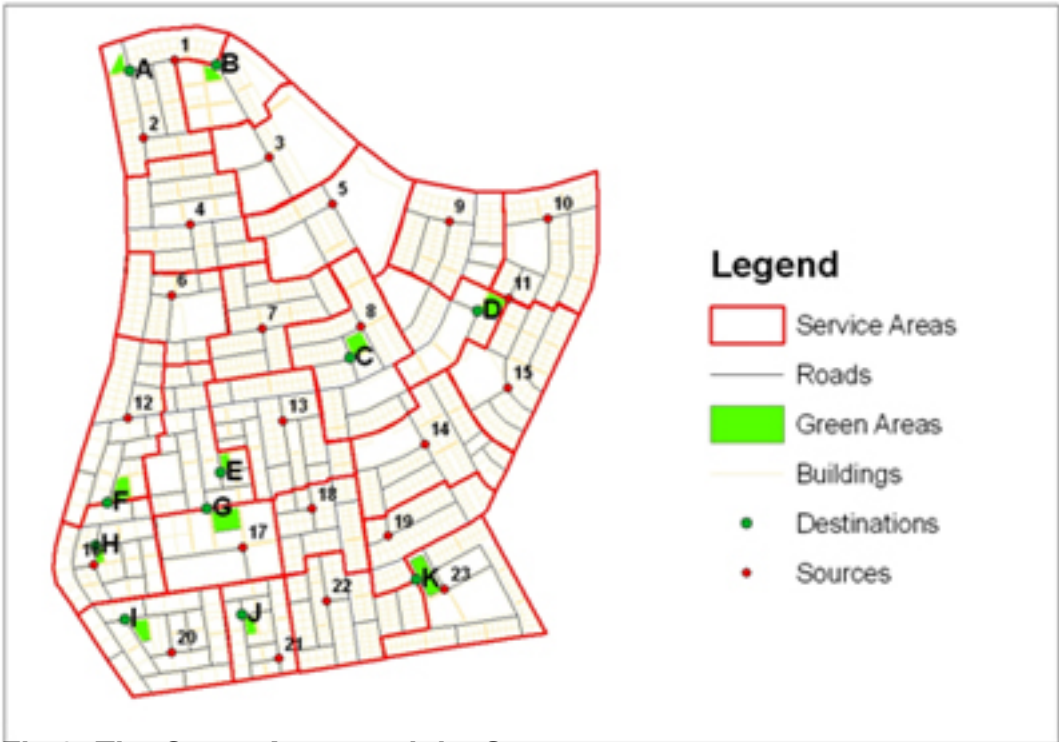 1
A
B
2
3
5
4
9
10
6
11
D
7
8
C
15
12
13
14
E
F
G
18
19
H
17
K
23
22
I
J
20
21
Legend
Service Areas
Roads
Green Areas
Buildings
Destinations
Sources